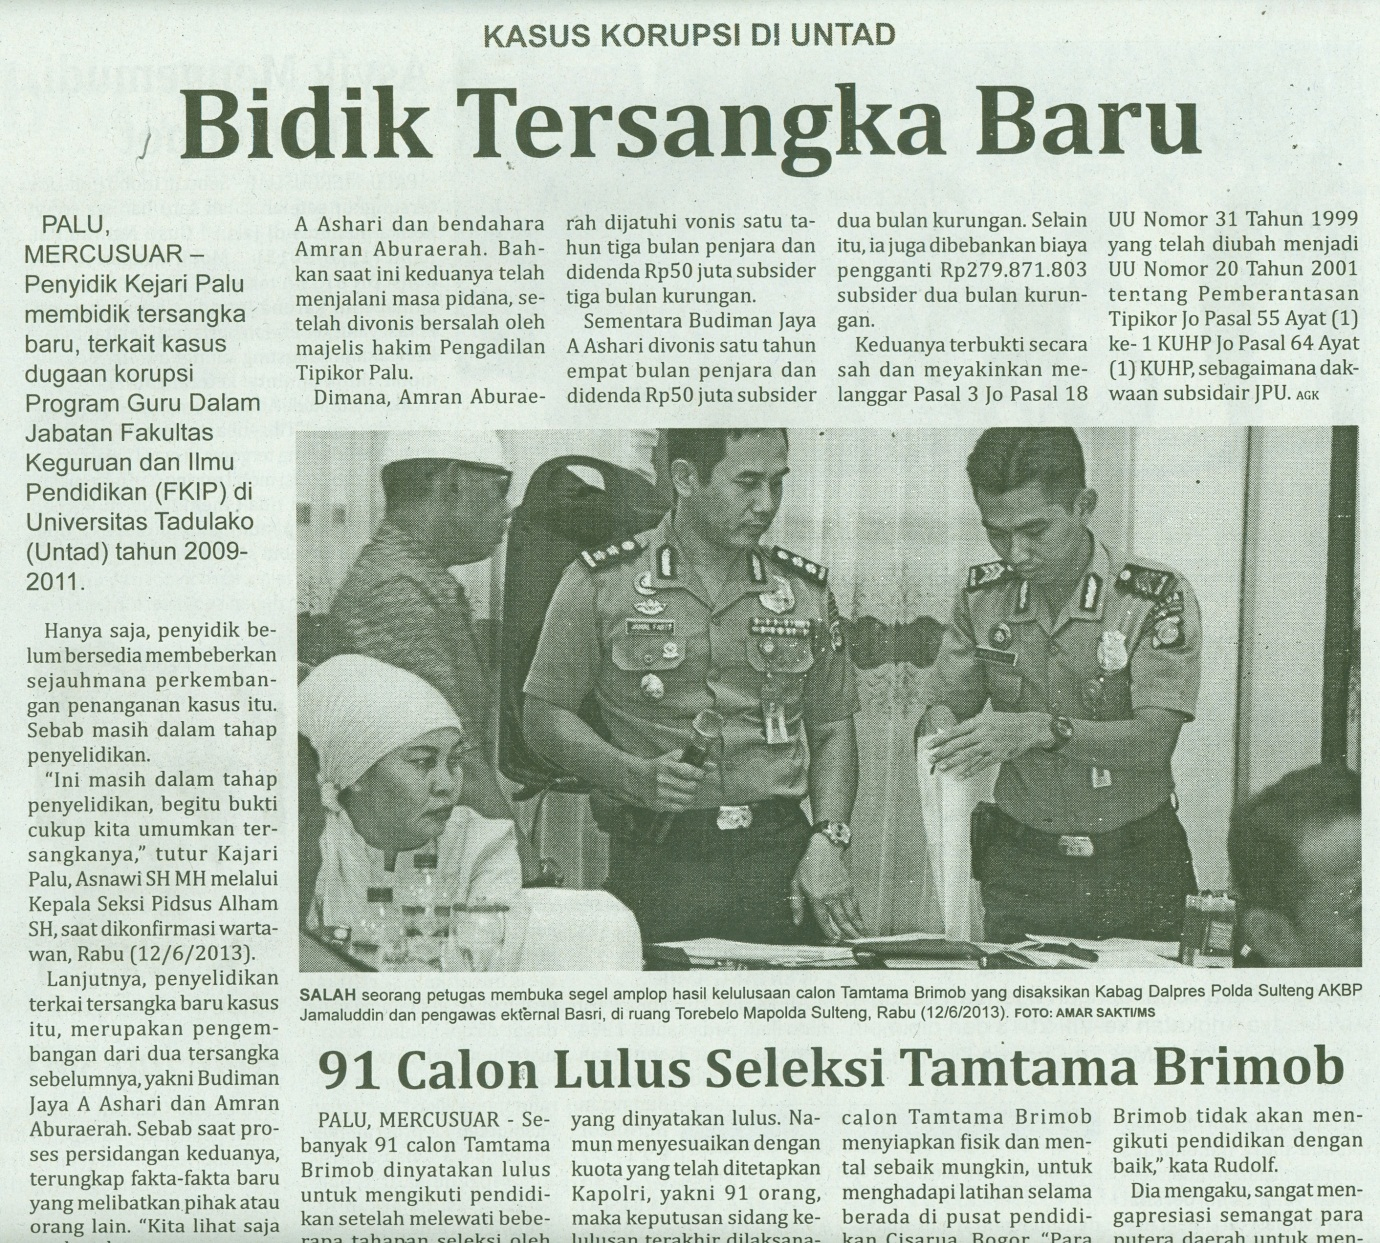 KASUS KORUPSI DI UNTAD
Bidik Tersangka Baru
PALU,
MERCUSUAR –
Penyidik Kejari Palu
membidik tersangka
baru, terkait kasus
dugaan korupsi
Program Guru Dalam
Jabatan Fakultas
Keguruan dan Ilmu
Pendidikan (FKIP) di
Universitas Tadulako
(Untad) tahun 2009-
2011.
Hanya saja, penyidik be-
lum bersedia membeberkan
sejauhmana perkemban-
gan penanganan kasus itu.
Sebab masih dalam tahap
penyelidikan.
“Ini masih dalam tahap
penyelidikan, begitu bukti
cukup kita umumkan ter-
sangkanya,” tutur Kajari
Palu, Asnawi SH MH melalui
Kepala Seksi Pidsus Alham
SH, saat dikonfirmasi warta-
wan, Rabu (12/6/2013).
Lanjutnya, penyelidikan
terkai tersangka baru kasus
itu, merupakan pengem-
bangan dari dua tersangka
sebelumnya, yakni Budiman
Jaya A Ashari dan Amran
Aburaerah. Sebab saat pro-
ses persidangan keduanya,
terungkap fakta-fakta baru
yang melibatkan pihak atau
orang lain. “Kita lihat saja
A Ashari dan bendahara
Amran Aburaerah. Bah-
kan saat ini keduanya telah
menjalani masa pidana, se-
telah divonis bersalah oleh
majelis hakim Pengadilan
Tipikor Palu.
Dimana, Amran Aburae-
rah dijatuhi vonis satu ta-
hun tiga bulan penjara dan
didenda Rp50 juta subsider
tiga bulan kurungan.
Sementara Budiman Jaya
A Ashari divonis satu tahun
empat bulan penjara dan
didenda Rp50 juta subsider
dua bulan kurungan. Selain
itu, ia juga dibebankan biaya
pengganti Rp279.871.803
subsider dua bulan kurun-
gan.
Keduanya terbukti secara
sah dan meyakinkan me-
langgar Pasal 3 Jo Pasal 18
UU Nomor 31 Tahun 1999
yang telah diubah menjadi
UU Nomor 20 Tahun 2001
tentang Pemberantasan
Tipikor Jo Pasal 55 Ayat (1)
ke- 1 KUHP Jo Pasal 64 Ayat
(1) KUHP, sebagaimana dak-
waan subsidair JPU. AGK
SALAH seorang petugas membuka segel amplop hasil kelulusaan calon Tamtama Brimob yang disaksikan Kabag Dalpres Polda Sulteng AKBP
Jamaluddin dan pengawas ekternal Basri, di ruang Torebelo Mapolda Sulteng, Rabu (12/6/2013). FOTO: AMAR SAKTI/MS
91 Calon Lulus Seleksi Tamtama Brimob
PALU, MERCUSUAR - Se-
banyak 91 calon Tamtama
Brimob dinyatakan lulus
untuk mengikuti pendidi-
kan setelah melewati bebe-
rapa tahapan seleksi oleh
yang dinyatakan lulus. Na-
mun menyesuaikan dengan
kuota yang telah ditetapkan
Kapolri, yakni 91 orang,
maka keputusan sidang ke-
lulusan terakhir dilaksana-
calon Tamtama Brimob
menyiapkan fisik dan men-
tal sebaik mungkin, untuk
menghadapi latihan selama
berada di pusat pendidi-
kan Cisarua, Bogor. “Para
Brimob tidak akan men-
gikuti pendidikan dengan
baik,” kata Rudolf.
Dia mengaku, sangat men-
gapresiasi semangat para
putera daerah untuk men-